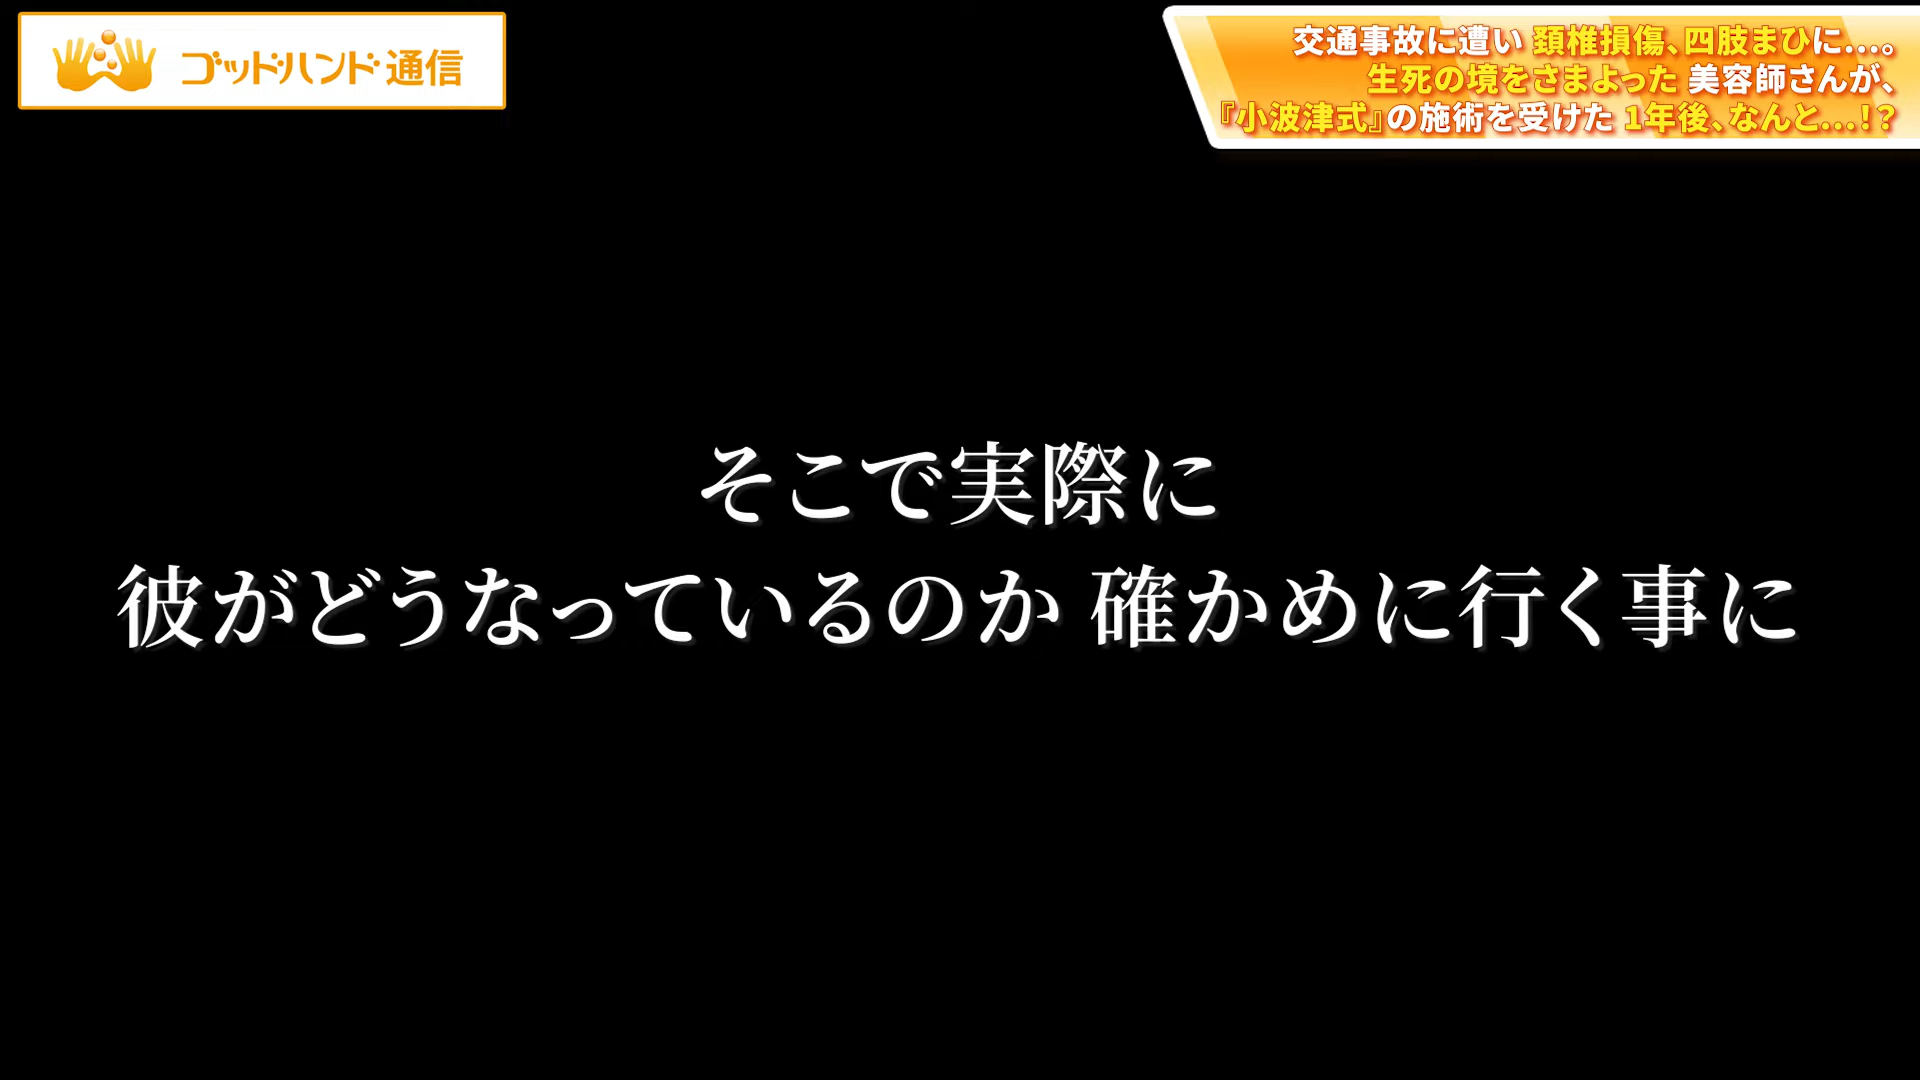 ゴッドハンド通信
交通事故に遭い 頚椎損傷、四肢まひに...。
生死の境をさまよった 美容師さんが、
『小波津式』の施術を受けた 1年後、なんと...!?
そこで実際に
彼がどうなっているのか 確かめに行く事に